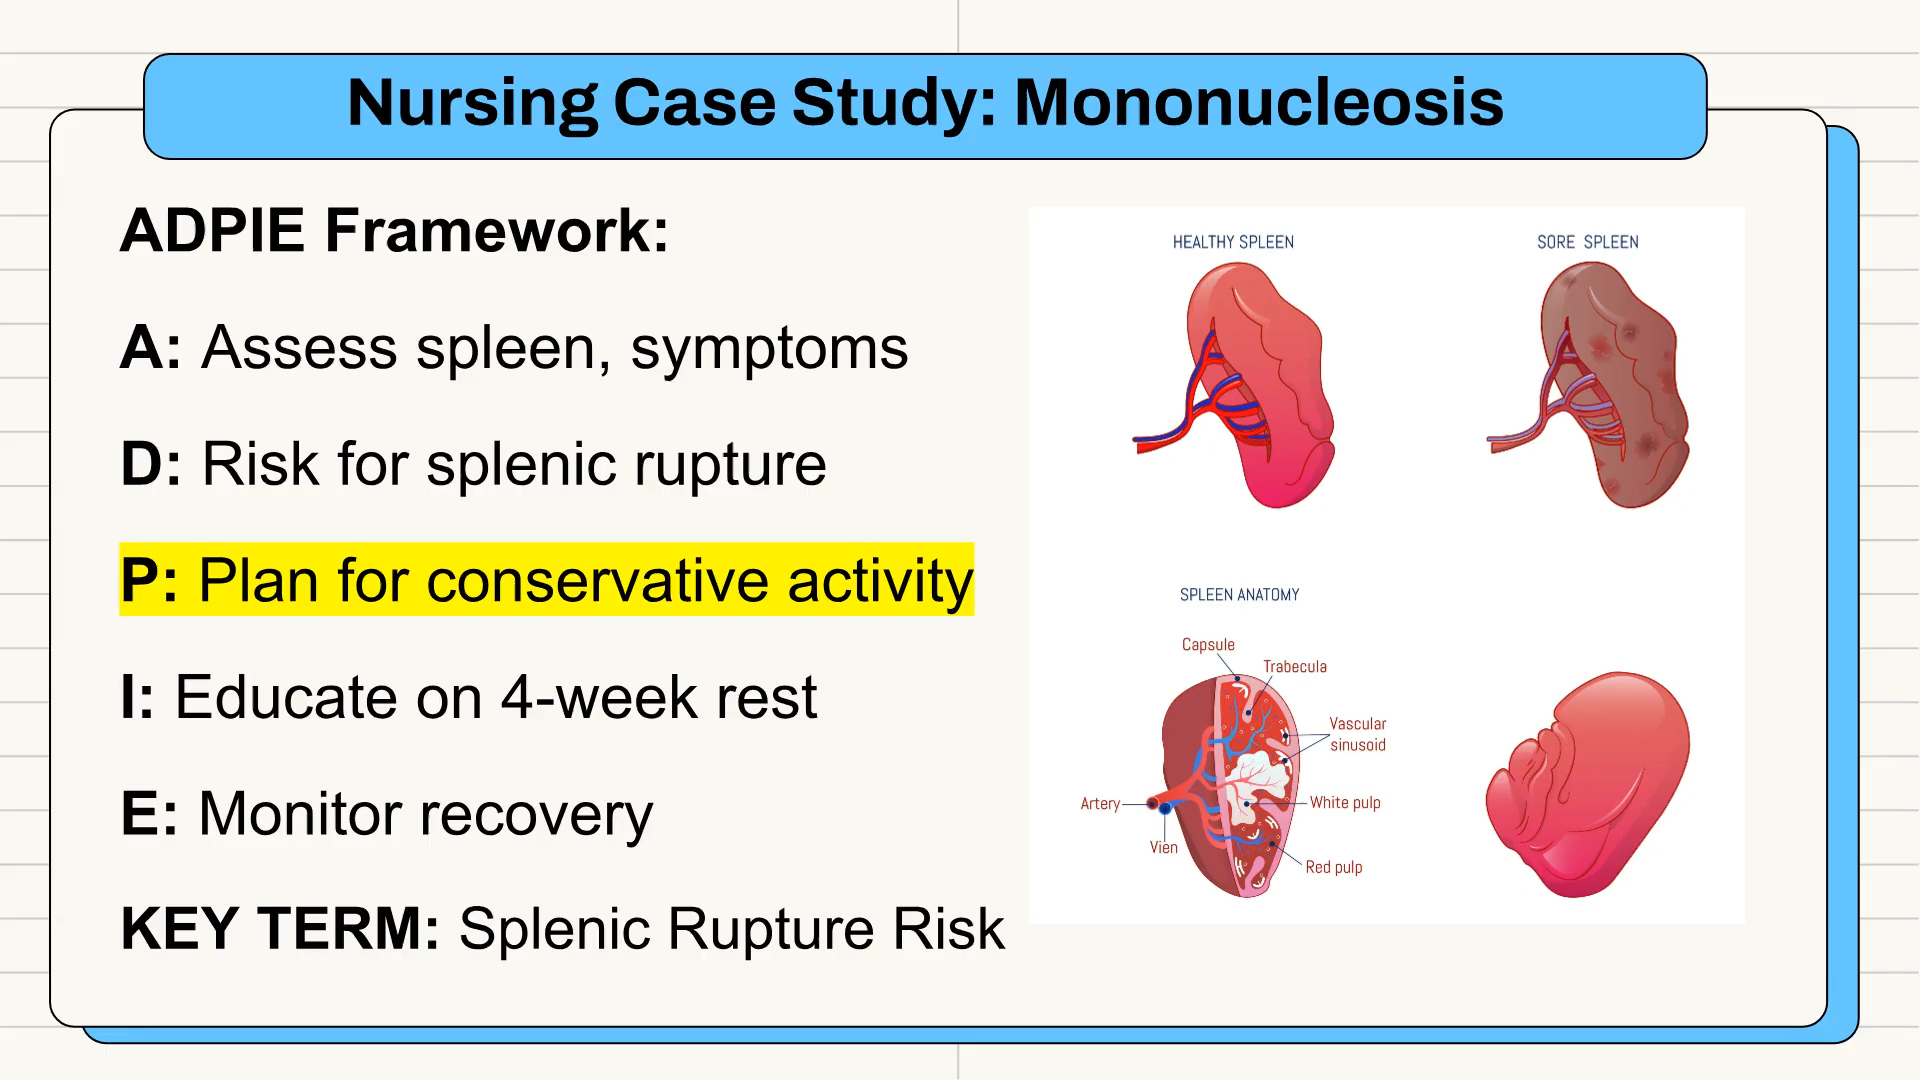 Nursing Case Study: Mononucleosis
ADPIE Framework:
A: Assess spleen, symptoms
D: Risk for splenic rupture
P: Plan for conservative activity
I: Educate on 4-week rest
E: Monitor recovery
KEY TERM: Splenic Rupture Risk
HEALTHY SPLEEN
SORE SPLEEN
SPLEEN ANATOMY
Capsule
Trabecula
Vascular
sinusoid
Artery
White pulp
Vien
Red pulp